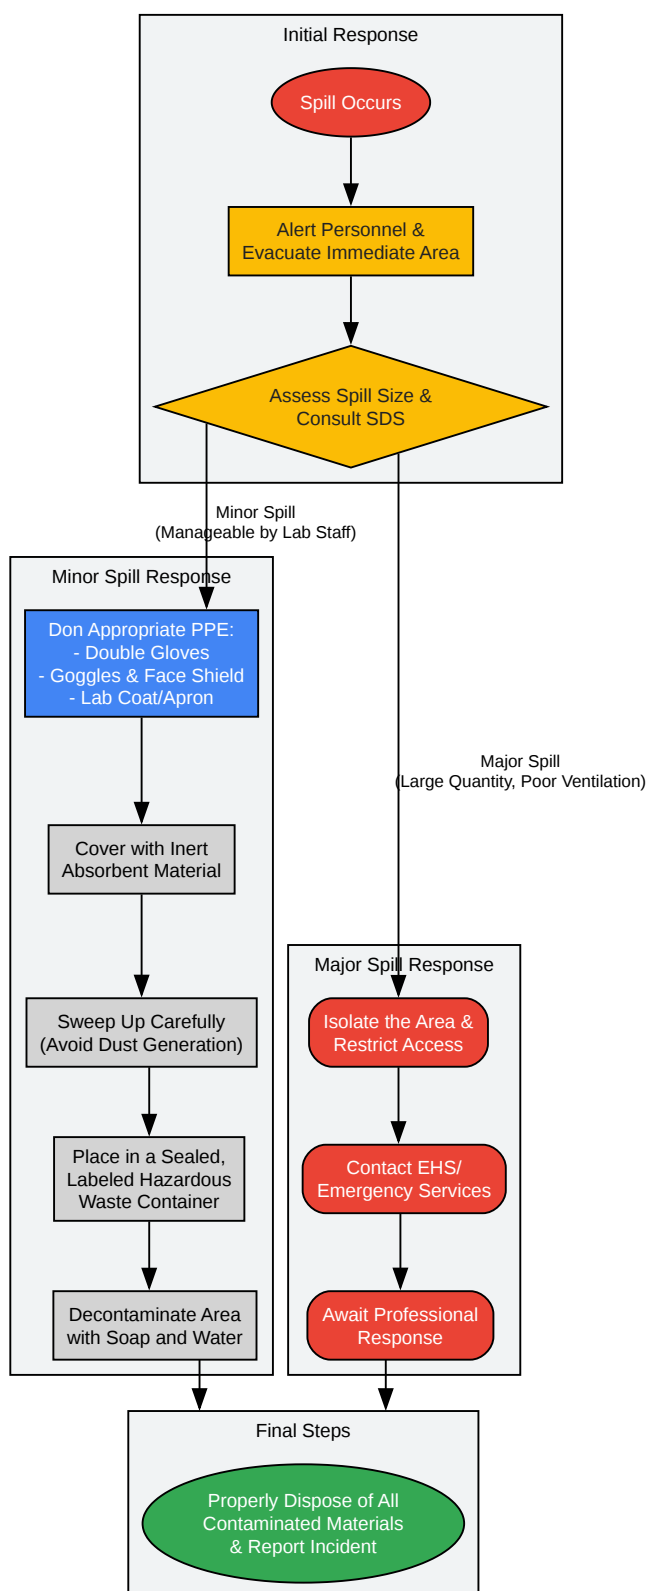 Initial Response
Spill Occurs
Alert Personnel &
Evacuate Immediate Area
Assess Spill Size &
Consult SDS
Minor Spill
(Manageable by Lab Staff)
Minor Spill Response
Don Appropriate PPE:
- Double Gloves
- Goggles & Face Shield
- Lab Coat/Apron
Cover with Inert
Absorbent Material
Sweep Up Carefully
(Avoid Dust Generation)
Place in a Sealed,
Labeled Hazardous
Waste Container
Decontaminate Area
with Soap and Water
Major Spill
(Large Quantity, Poor Ventilation)
Major Spill Response
Isolate the Area &
Restrict Access
Contact EHS/
Emergency Services
Await Professional
Response
Final Steps
Properly Dispose of All
Contaminated Materials
& Report Incident